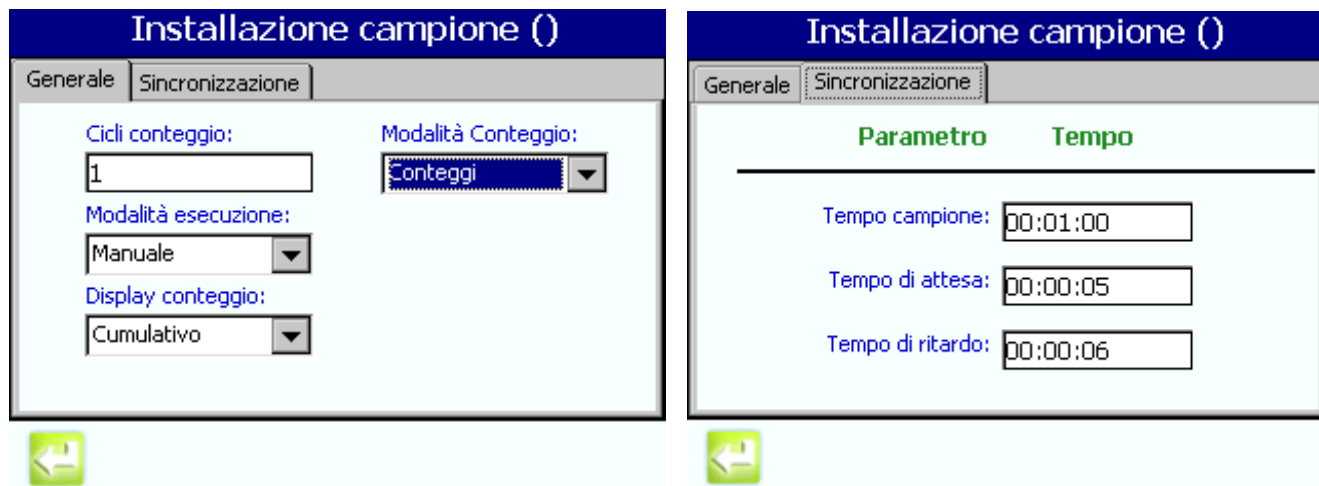 Installazione campione ()
Generale Sincronizzazione
Cicli conteggio: Modalità Conteggio:
1 Conteggi
Modalità esecuzione:
Manuale
Display conteggio:
Cumulativo
Installazione campione ()
Generale Sincronizzazione
Parametro Tempo
Tempo campione: 00:01:00
Tempo di attesa: 00:00:05
Tempo di ritardo: 00:00:06